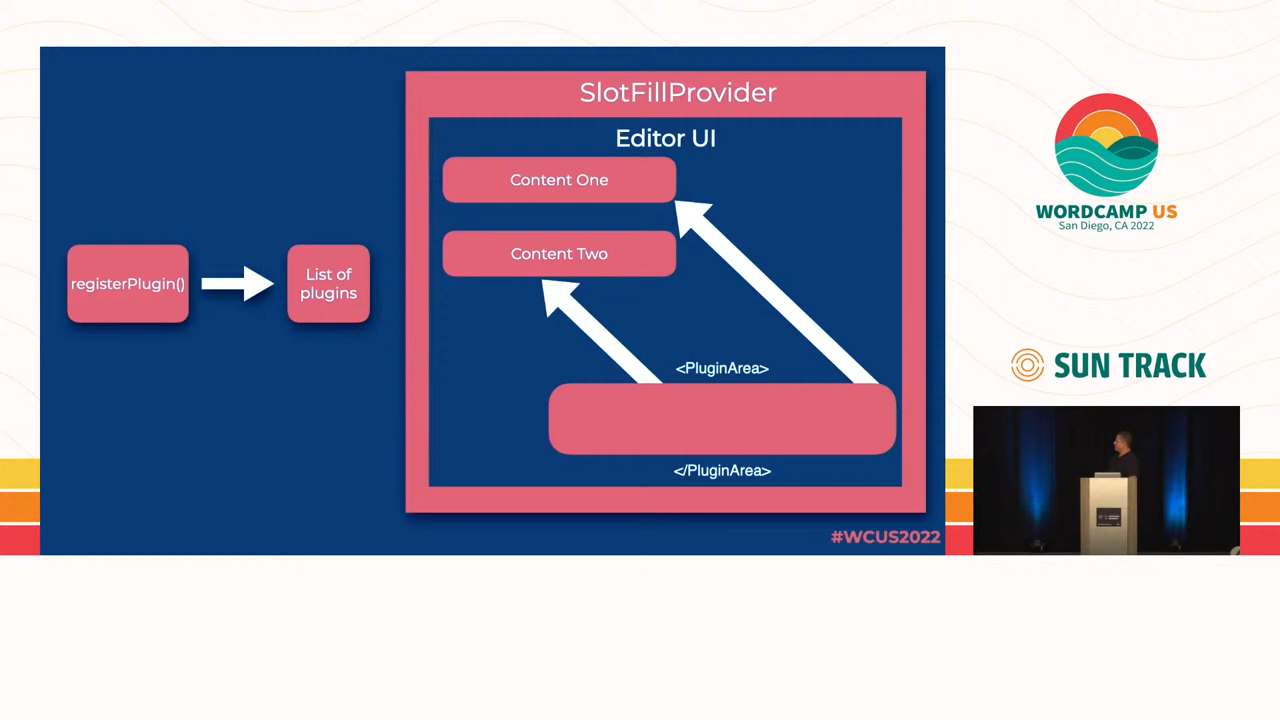 SlotFillProvider
Editor UI
Content One
Content Two
registerPlugin()
List of
plugins
<PluginArea>
</PluginArea>
#WCUS2022
WORDCAMP US
San Diego, CA 2022
SUN TRACK